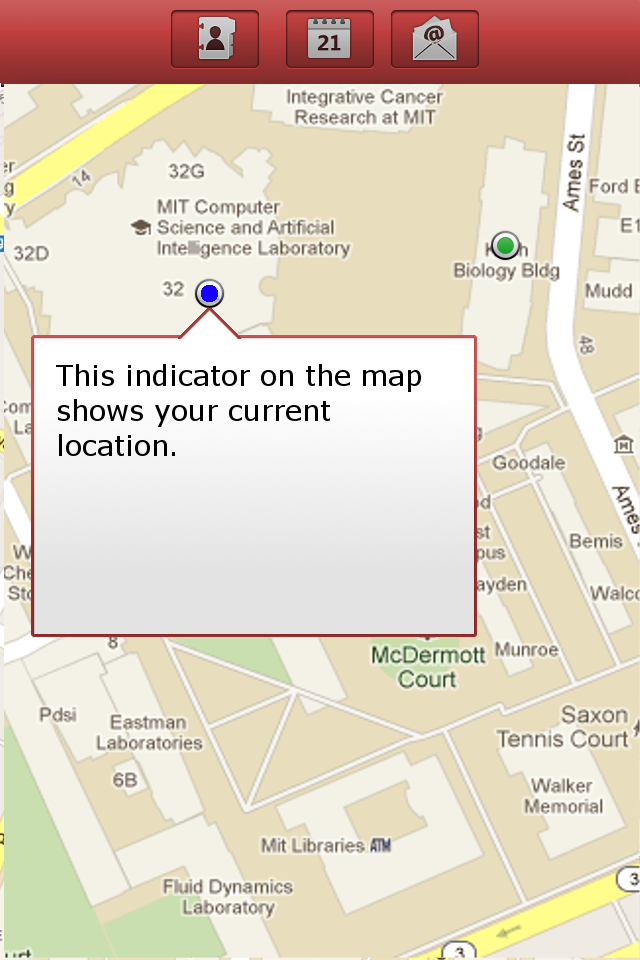 21
@
Integrative Cancer
Research at MIT
Ames St
14
32G
Ford
MIT Computer
Science and Artificial
Intelligence Laboratory
E1
32D
Biology Bldg
32
Mudd
48
This indicator on the map
shows your current
location.
Goodale
Ames
Bemis
8
Munroe
McDermott
Court
Pdsi
Eastman
Laboratories
Saxon
Tennis Court
6B
Walker
Memorial
Mit Libraries ATM
Fluid Dynamics
Laboratory
3
3